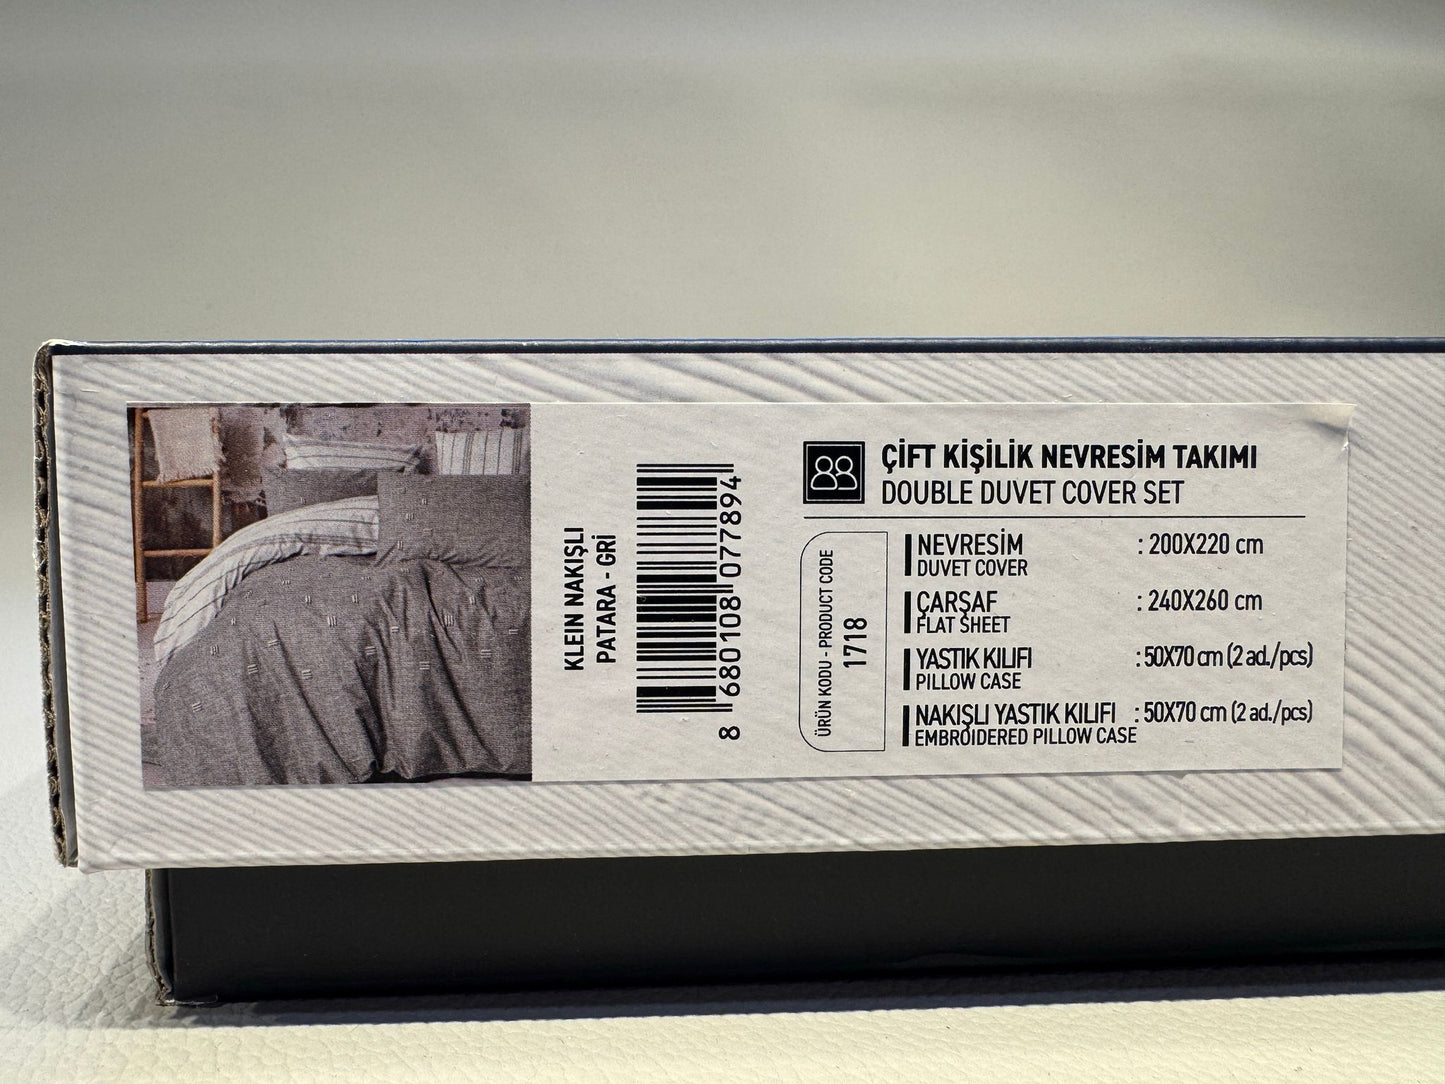 KLEIN NAKIŞLI
PATARA - GRİ
8 680108 077894
ÇİFT KİŞİLİK NEVRESİM TAKIMI
DOUBLE DUVET COVER SET
ÜRÜN KODU - PRODUCT CODE
1718
NEVRESİM : 200X220 cm
DUVET COVER
ÇARŞAF : 240X260 cm
FLAT SHEET
YASTIK KILIFI : 50X70 cm (2 ad./pcs)
PILLOW CASE
NAKIŞLI YASTIK KILIFI : 50X70 cm (2 ad./pcs)
EMBROIDERED PILLOW CASE